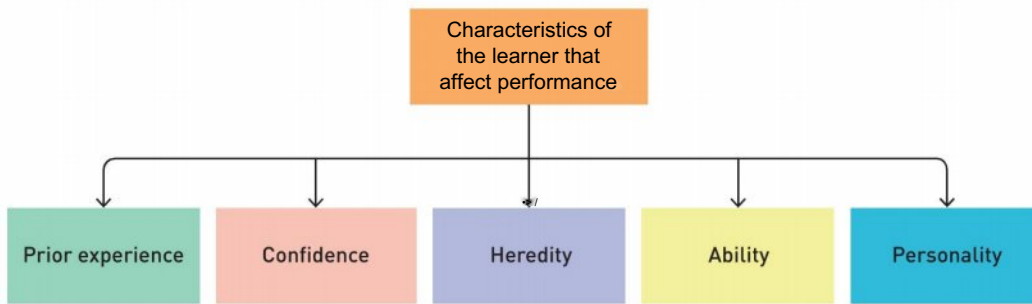 Characteristics of
the learner that
affect performance
Prior experience
Confidence
Heredity
Ability
Personality